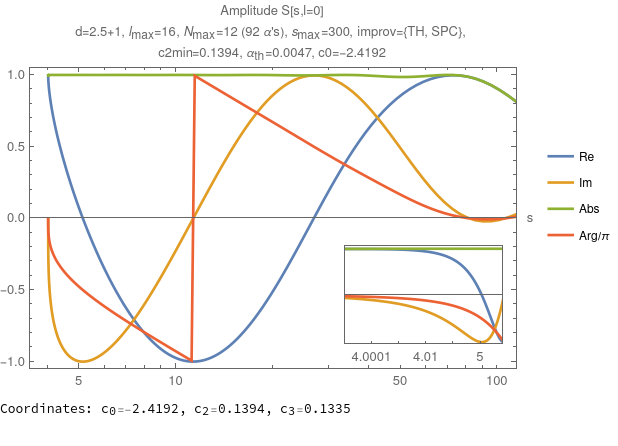 Amplitude S[s,l=0]
d=2.5+1, lmax=16, Nmax=12 (92 α's), smax=300, improv={TH, SPC},
c2min=0.1394, αth=0.0047, c0=-2.4192
1.0
0.5
0.0
-0.5
-1.0
5
10
50
100
s
Re
Im
Abs
Arg/π
4.0001
4.01
5
Coordinates: c0=-2.4192, c2=0.1394, c3=0.1335